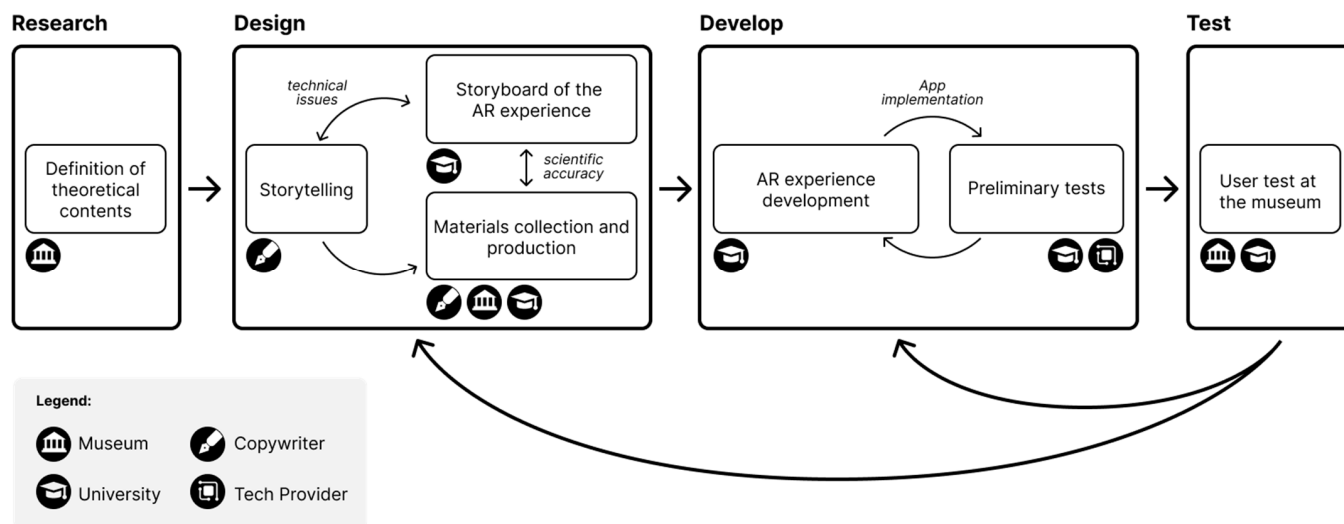 Research
Design
Develop
Test
Definition of
theoretical
contents
technical
issues
Storytelling
Storyboard of the
AR experience
scientific
accuracy
Materials collection and
production
App
implementation
AR experience
development
Preliminary tests
User test at
the museum
Legend:
Museum
Copywriter
University
Tech Provider